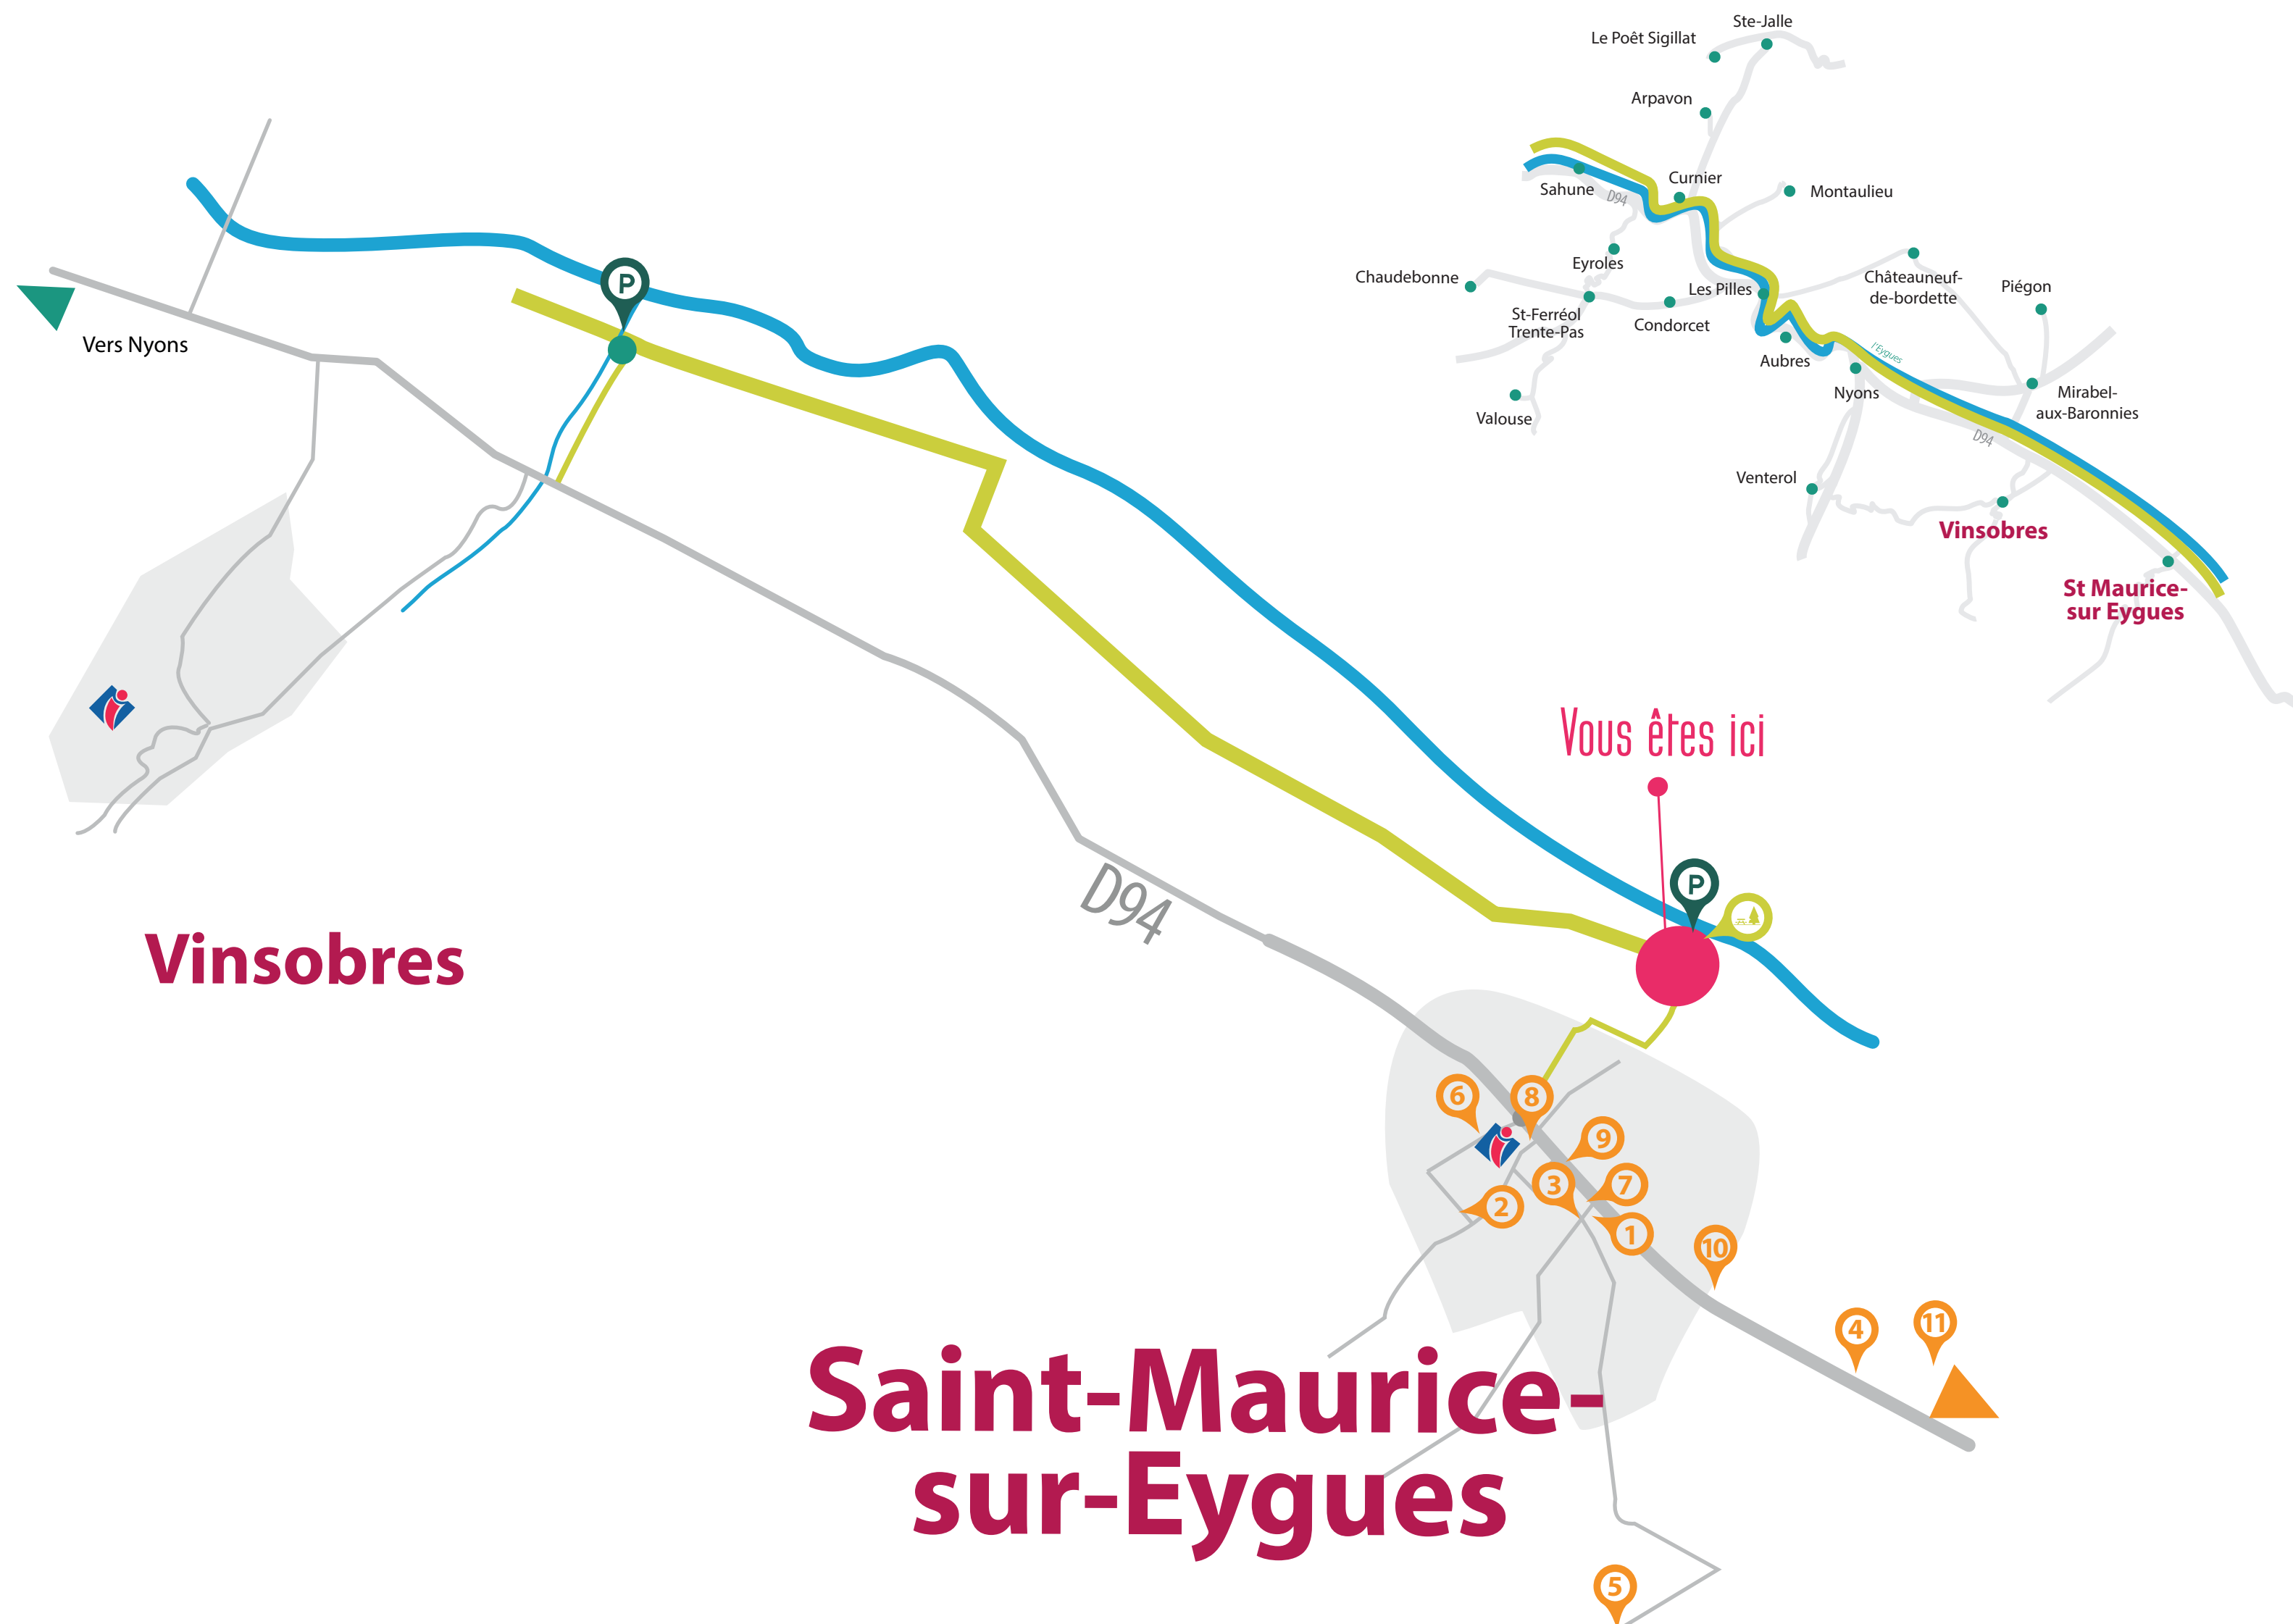 Ste-Jalle
Le Poêt Sigillat
Arpavon
Curnier
Sahune
D94
Montaulieu
Eyroles
Chaudebonne
Les Pilles
Châteauneuf-
de-bordette
Piégon
St-Ferréol
Trente-Pas
Condorcet
Aubres
l'Eygues
Nyons
Mirabel-
aux-Baronnies
Valouse
D94
Venterol
Vinsobres
St Maurice-
sur Eygues
P
Vers Nyons
Vous êtes ici
P
D94
Vinsobres
6
8
9
3
7
2
1
10
4
11
Saint-Maurice-
sur-Eygues
5